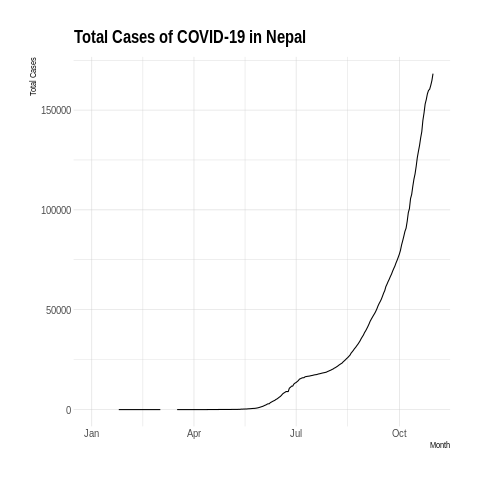 Total Cases of COVID-19 in Nepal
Total Cases
150000
100000
50000
0
Jan Apr Jul Oct
Month